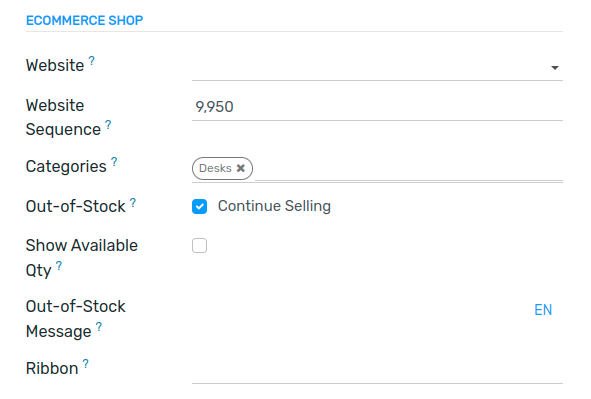 ECOMMERCE SHOP
Website ?
Website
Sequence ? 9,950
Categories ? Desks ✖
Out-of-Stock ? Continue Selling
Show Available
Qty ?
Out-of-Stock
Message ? EN
Ribbon ?